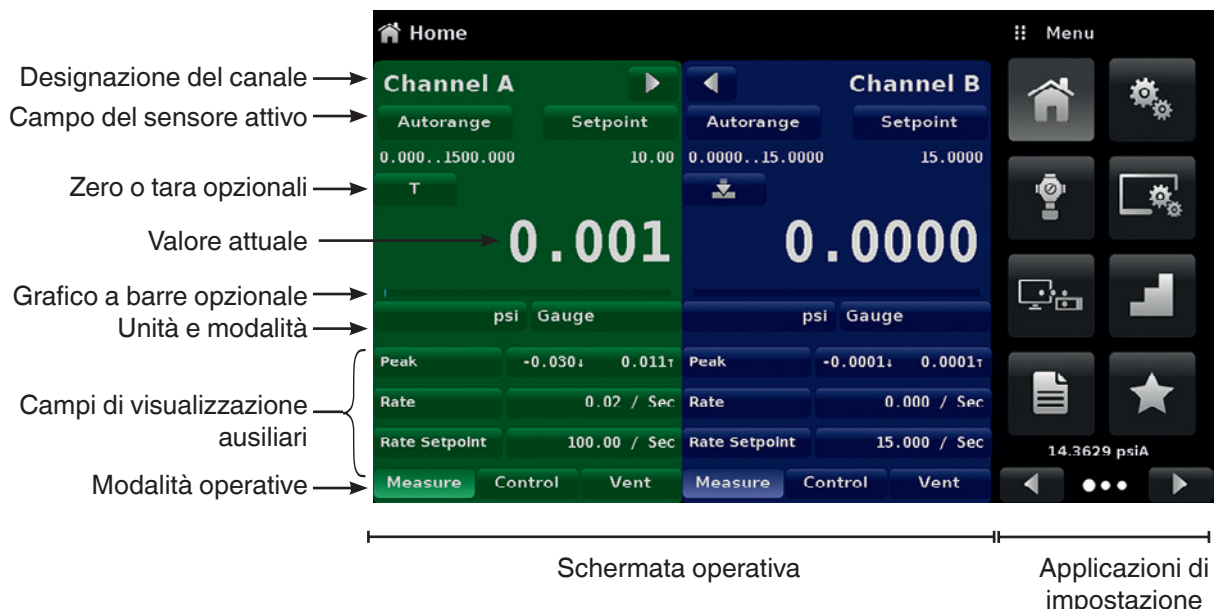 Home
Menu
Designazione del canale
Channel A
Channel B
Campo del sensore attivo
Autorange
Setpoint
Autorange
Setpoint
0.000..1500.000
10.00
0.0000..15.0000
15.0000
Zero o tara opzionali
T
Valore attuale
0.001
0.0000
Grafico a barre opzionale
Unità e modalità
psi Gauge
psi Gauge
Campi di visualizzazione
ausiliari
Peak
-0.030↓
0.011↑
Peak
-0.0001↓
0.0001↑
Rate
0.02 / Sec
Rate
0.000 / Sec
Rate Setpoint
100.00 / Sec
Rate Setpoint
15.000 / Sec
14.3629 psiA
Modalità operative
Measure
Control
Vent
Measure
Control
Vent
Schermata operativa
Applicazioni di
impostazione